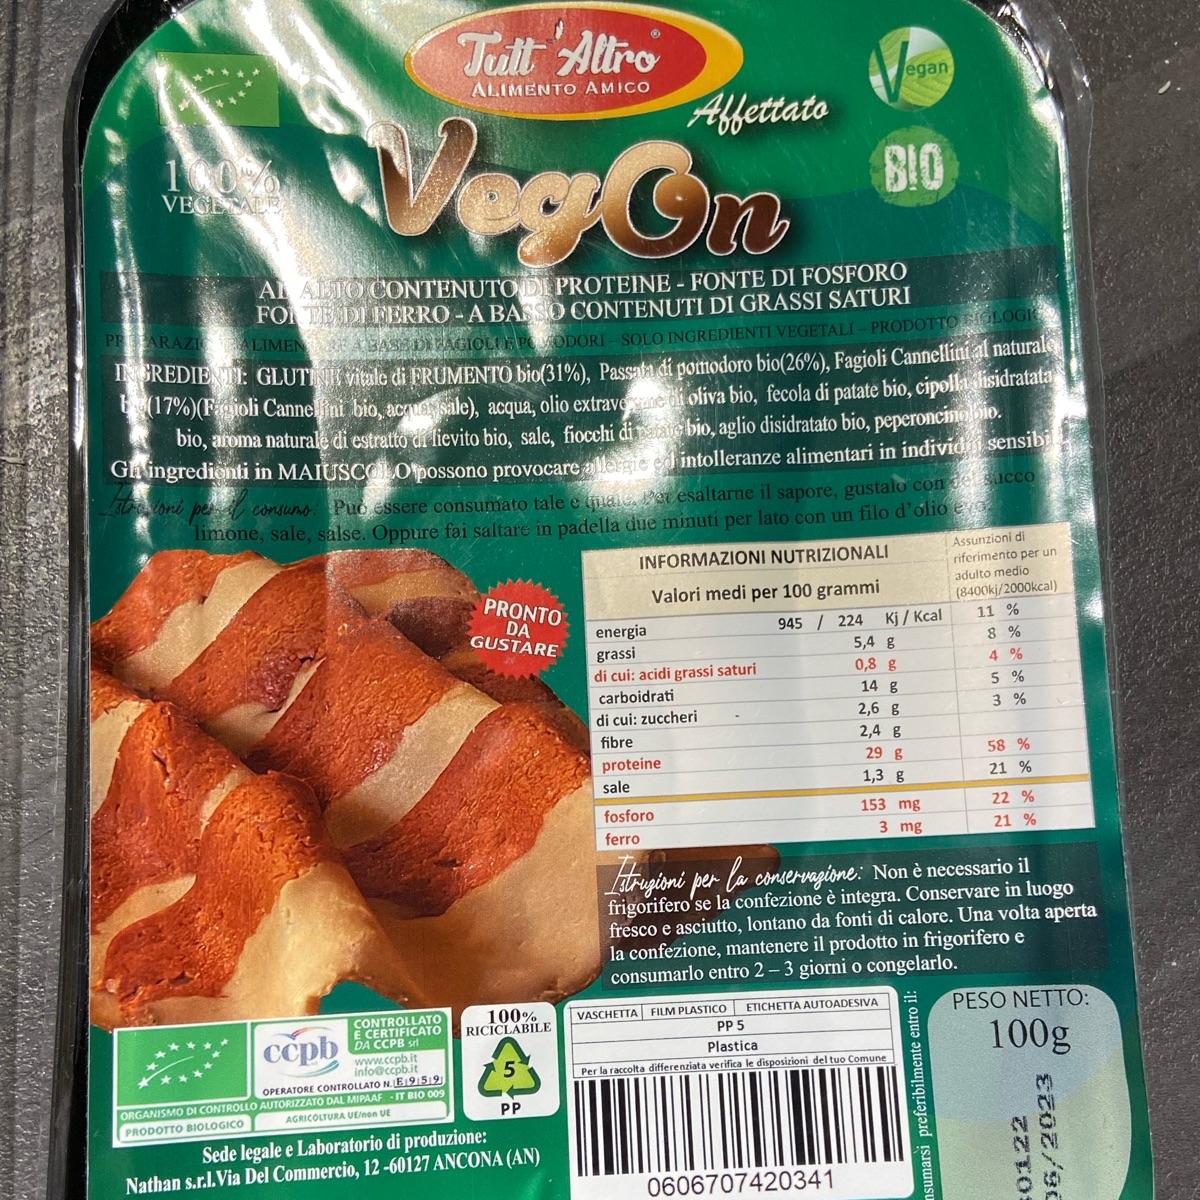 Tutt'Altro®
ALIMENTO AMICO
Vegan
Affettato
BIO
100%
VEGETALE
VegOn
AD ALTO CONTENUTO DI PROTEINE - FONTE DI FOSFORO
FONTE DI FERRO - A BASSO CONTENUTI DI GRASSI SATURI
PREPARAZIONE ALIMENTARE A BASE DI FAGIOLI E POMODORI - SOLO INGREDIENTI VEGETALI - PRODOTTO BIOLOGICO
INGREDIENTI: GLUTINE vitale di FRUMENTO bio(31%), Passata di pomodoro bio(26%), Fagioli Cannellini al naturale
bio(17%)(Fagioli Cannellini bio, acqua, sale), acqua, olio extravergine di oliva bio, fecola di patate bio, cipolla disidratata
bio, aroma naturale di estratto di lievito bio, sale, fiocchi di patate bio, aglio disidratato bio, peperoncino bio.
Gli ingredienti in MAIUSCOLO possono provocare allergie ed intolleranze alimentari in individui sensibili
Istruzioni per il consumo: Può essere consumato tale e quale. Per esaltarne il sapore, gustalo con del succo
limone, sale, salse. Oppure fai saltare in padella due minuti per lato con un filo d'olio evo.
PRONTO
DA
GUSTARE
INFORMAZIONI NUTRIZIONALI
Valori medi per 100 grammi
Assunzioni di
riferimento per un
adulto medio
(8400kj/2000kcal)
energia 945 / 224 Kj / Kcal 11 %
grassi 5,4 g 8 %
di cui: acidi grassi saturi 0,8 g 4 %
carboidrati 14 g 5 %
di cui: zuccheri 2,6 g 3 %
fibre 2,4 g
proteine 29 g 58 %
sale 1,3 g 21 %
fosforo 153 mg 22 %
ferro 3 mg 21 %
Istruzioni per la conservazione: Non è necessario il
frigorifero se la confezione è integra. Conservare in luogo
fresco e asciutto, lontano da fonti di calore. Una volta aperta
la confezione, mantenere il prodotto in frigorifero e
consumarlo entro 2 – 3 giorni o congelarlo.
ccpb
CONTROLLATO
E CERTIFICATO
DA CCPB srl
www.ccpb.it
info@ccpb.it
OPERATORE CONTROLLATO N. E959
ORGANISMO DI CONTROLLO AUTORIZZATO DAL MIPAAF - IT BIO 009
PRODOTTO BIOLOGICO
AGRICOLTURA UE/non UE
100%
RICICLABILE
5
PP
VASCHETTA FILM PLASTICO ETICHETTA AUTOADESIVA
PP 5
Plastica
Per la raccolta differenziata verifica le disposizioni del tuo Comune
0606707420341
Sede legale e Laboratorio di produzione:
Nathan s.r.l.Via Del Commercio, 12 -60127 ANCONA (AN)
preferibilmente entro il:
PESO NETTO:
100g
0122
/2023